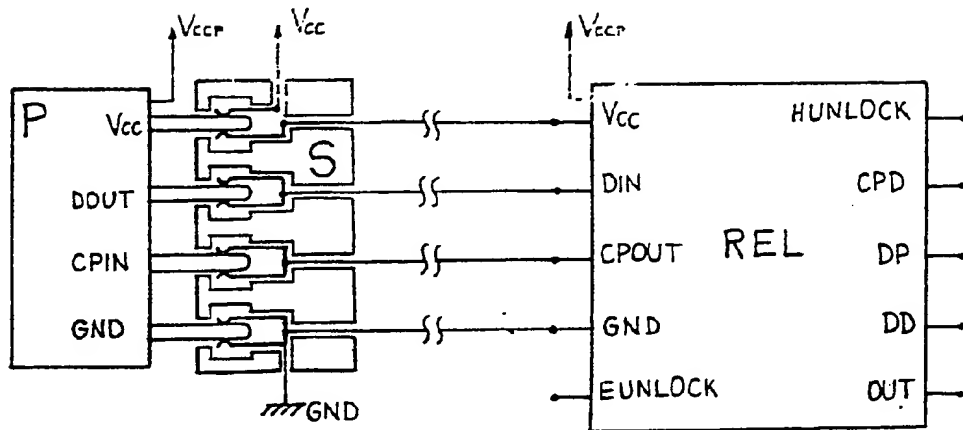 VCCP
VCC
VCCP
P
VCC
DOUT
CPIN
GND
S
GND
VCC
DIN
CPOUT
GND
EUNLOCK
REL
HUNLOCK
CPD
DP
DD
OUT